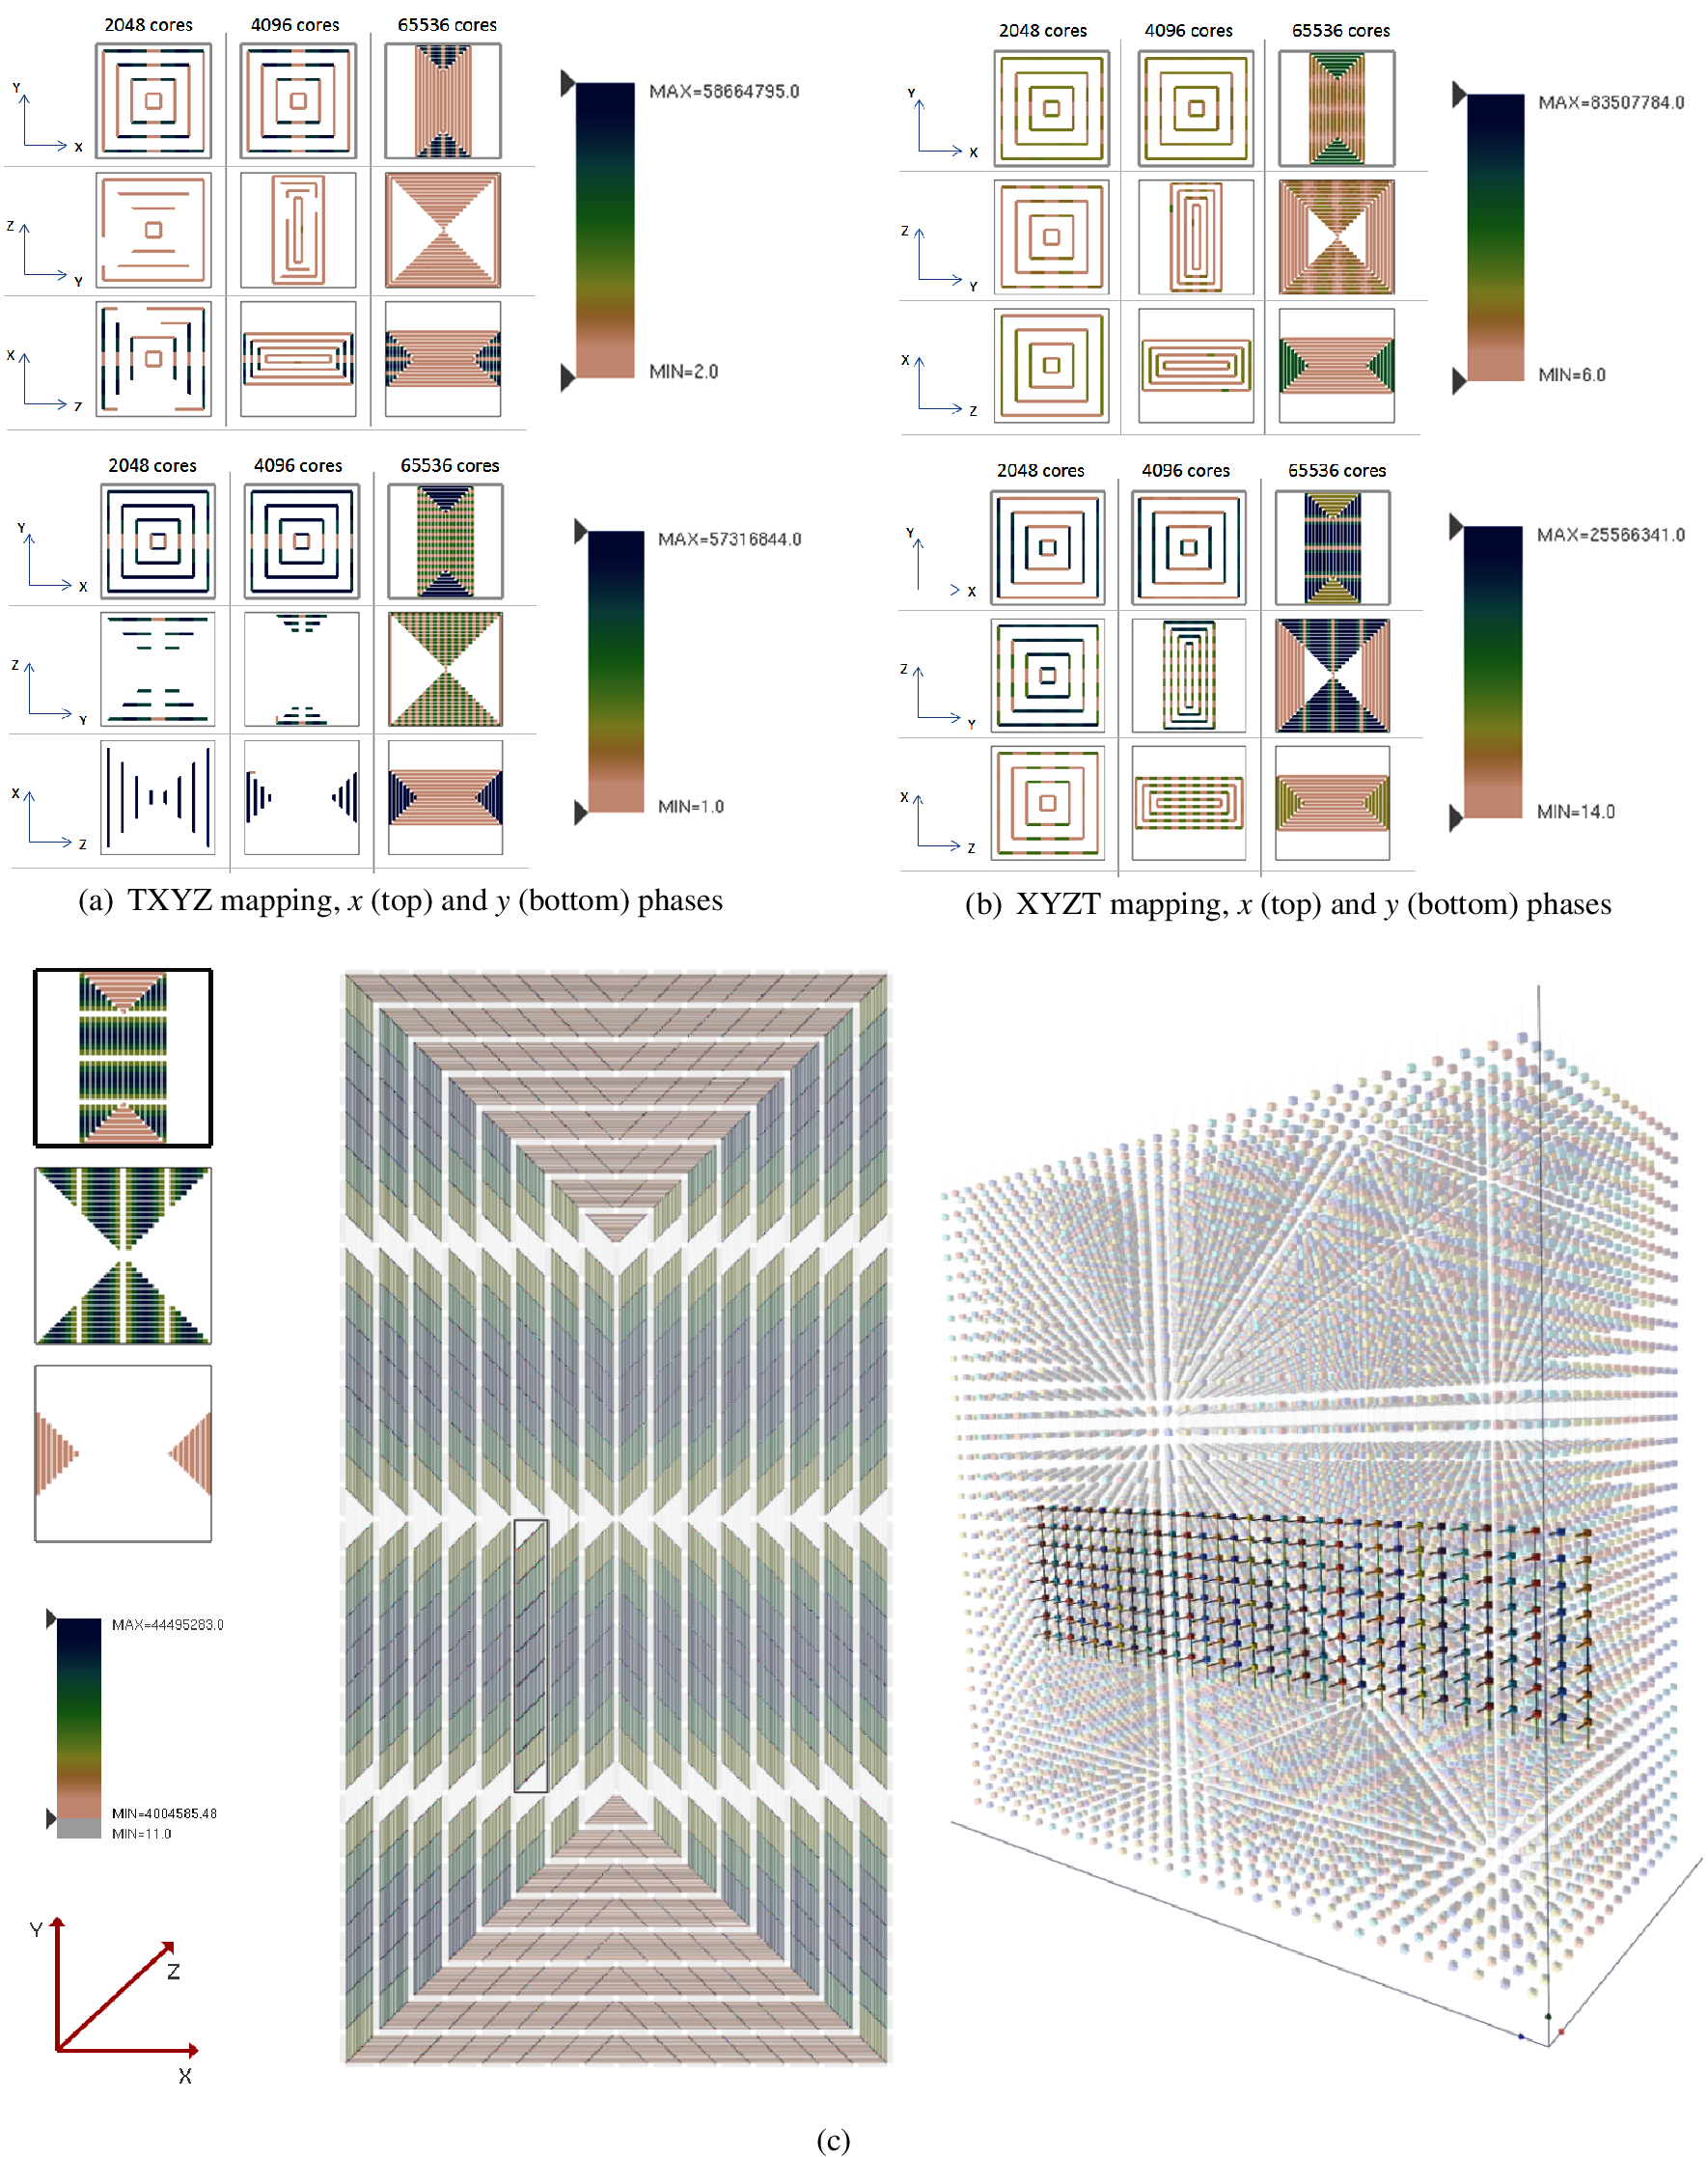 2048 cores 4096 cores 65536 cores
Y
X
Z
Y
X
Z
MAX=58664795.0
MIN=2.0
2048 cores 4096 cores 65536 cores
Y
X
Z
Y
X
Z
MAX=57316844.0
MIN=1.0
(a) TXYZ mapping, x (top) and y (bottom) phases
2048 cores 4096 cores 65536 cores
Y
X
Z
Y
X
Z
MAX=83507784.0
MIN=6.0
2048 cores 4096 cores 65536 cores
Y
X
Z
Y
X
Z
MAX=25566341.0
MIN=14.0
(b) XYZT mapping, x (top) and y (bottom) phases
MAX=44495283.0
MIN=4004585.48
MIN=11.0
Y
Z
X
(c)